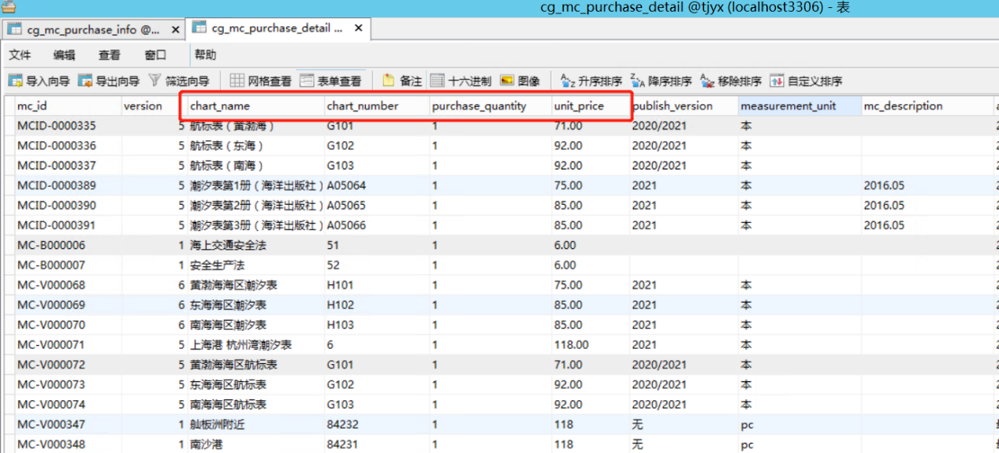 cg_mc_purchase_detail @tjyx (localhost3306) - 表
cg_mc_purchase_info @... × cg_mc_purchase_detail ... ×
文件 编辑 查看 窗口 帮助
导入向导 导出向导 筛选向导 网格查看 表单查看 备注 十六进制 图像 升序排序 降序排序 移除排序 自定义排序
mc_id version chart_name chart_number purchase_quantity unit_price publish_version measurement_unit mc_description
MCID-0000335 5 航标表(黄渤海) G101 1 71.00 2020/2021 本
MCID-0000336 5 航标表(东海) G102 1 92.00 2020/2021 本
MCID-0000337 5 航标表(南海) G103 1 92.00 2020/2021 本
MCID-0000389 5 潮汐表第1册(海洋出版社) A05064 1 75.00 2021 本 2016.05
MCID-0000390 5 潮汐表第2册(海洋出版社) A05065 1 85.00 2021 本 2016.05
MCID-0000391 5 潮汐表第3册(海洋出版社) A05066 1 85.00 2021 本 2016.05
MC-B000006 1 海上交通安全法 51 1 6.00
MC-B000007 1 安全生产法 52 1 6.00
MC-V000068 6 黄渤海海区潮汐表 H101 1 75.00 2021 本
MC-V000069 6 东海海区潮汐表 H102 1 85.00 2021 本
MC-V000070 6 南海海区潮汐表 H103 1 85.00 2021 本
MC-V000071 5 上海港 杭州湾潮汐表 6 1 118.00 2021 本
MC-V000072 5 黄渤海海区航标表 G101 1 71.00 2020/2021 本
MC-V000073 5 东海海区航标表 G102 1 92.00 2020/2021 本
MC-V000074 5 南海海区航标表 G103 1 92.00 2020/2021 本
MC-V000347 1 舢板洲附近 84232 1 118 无 pc
MC-V000348 1 南沙港 84231 1 118 无 pc